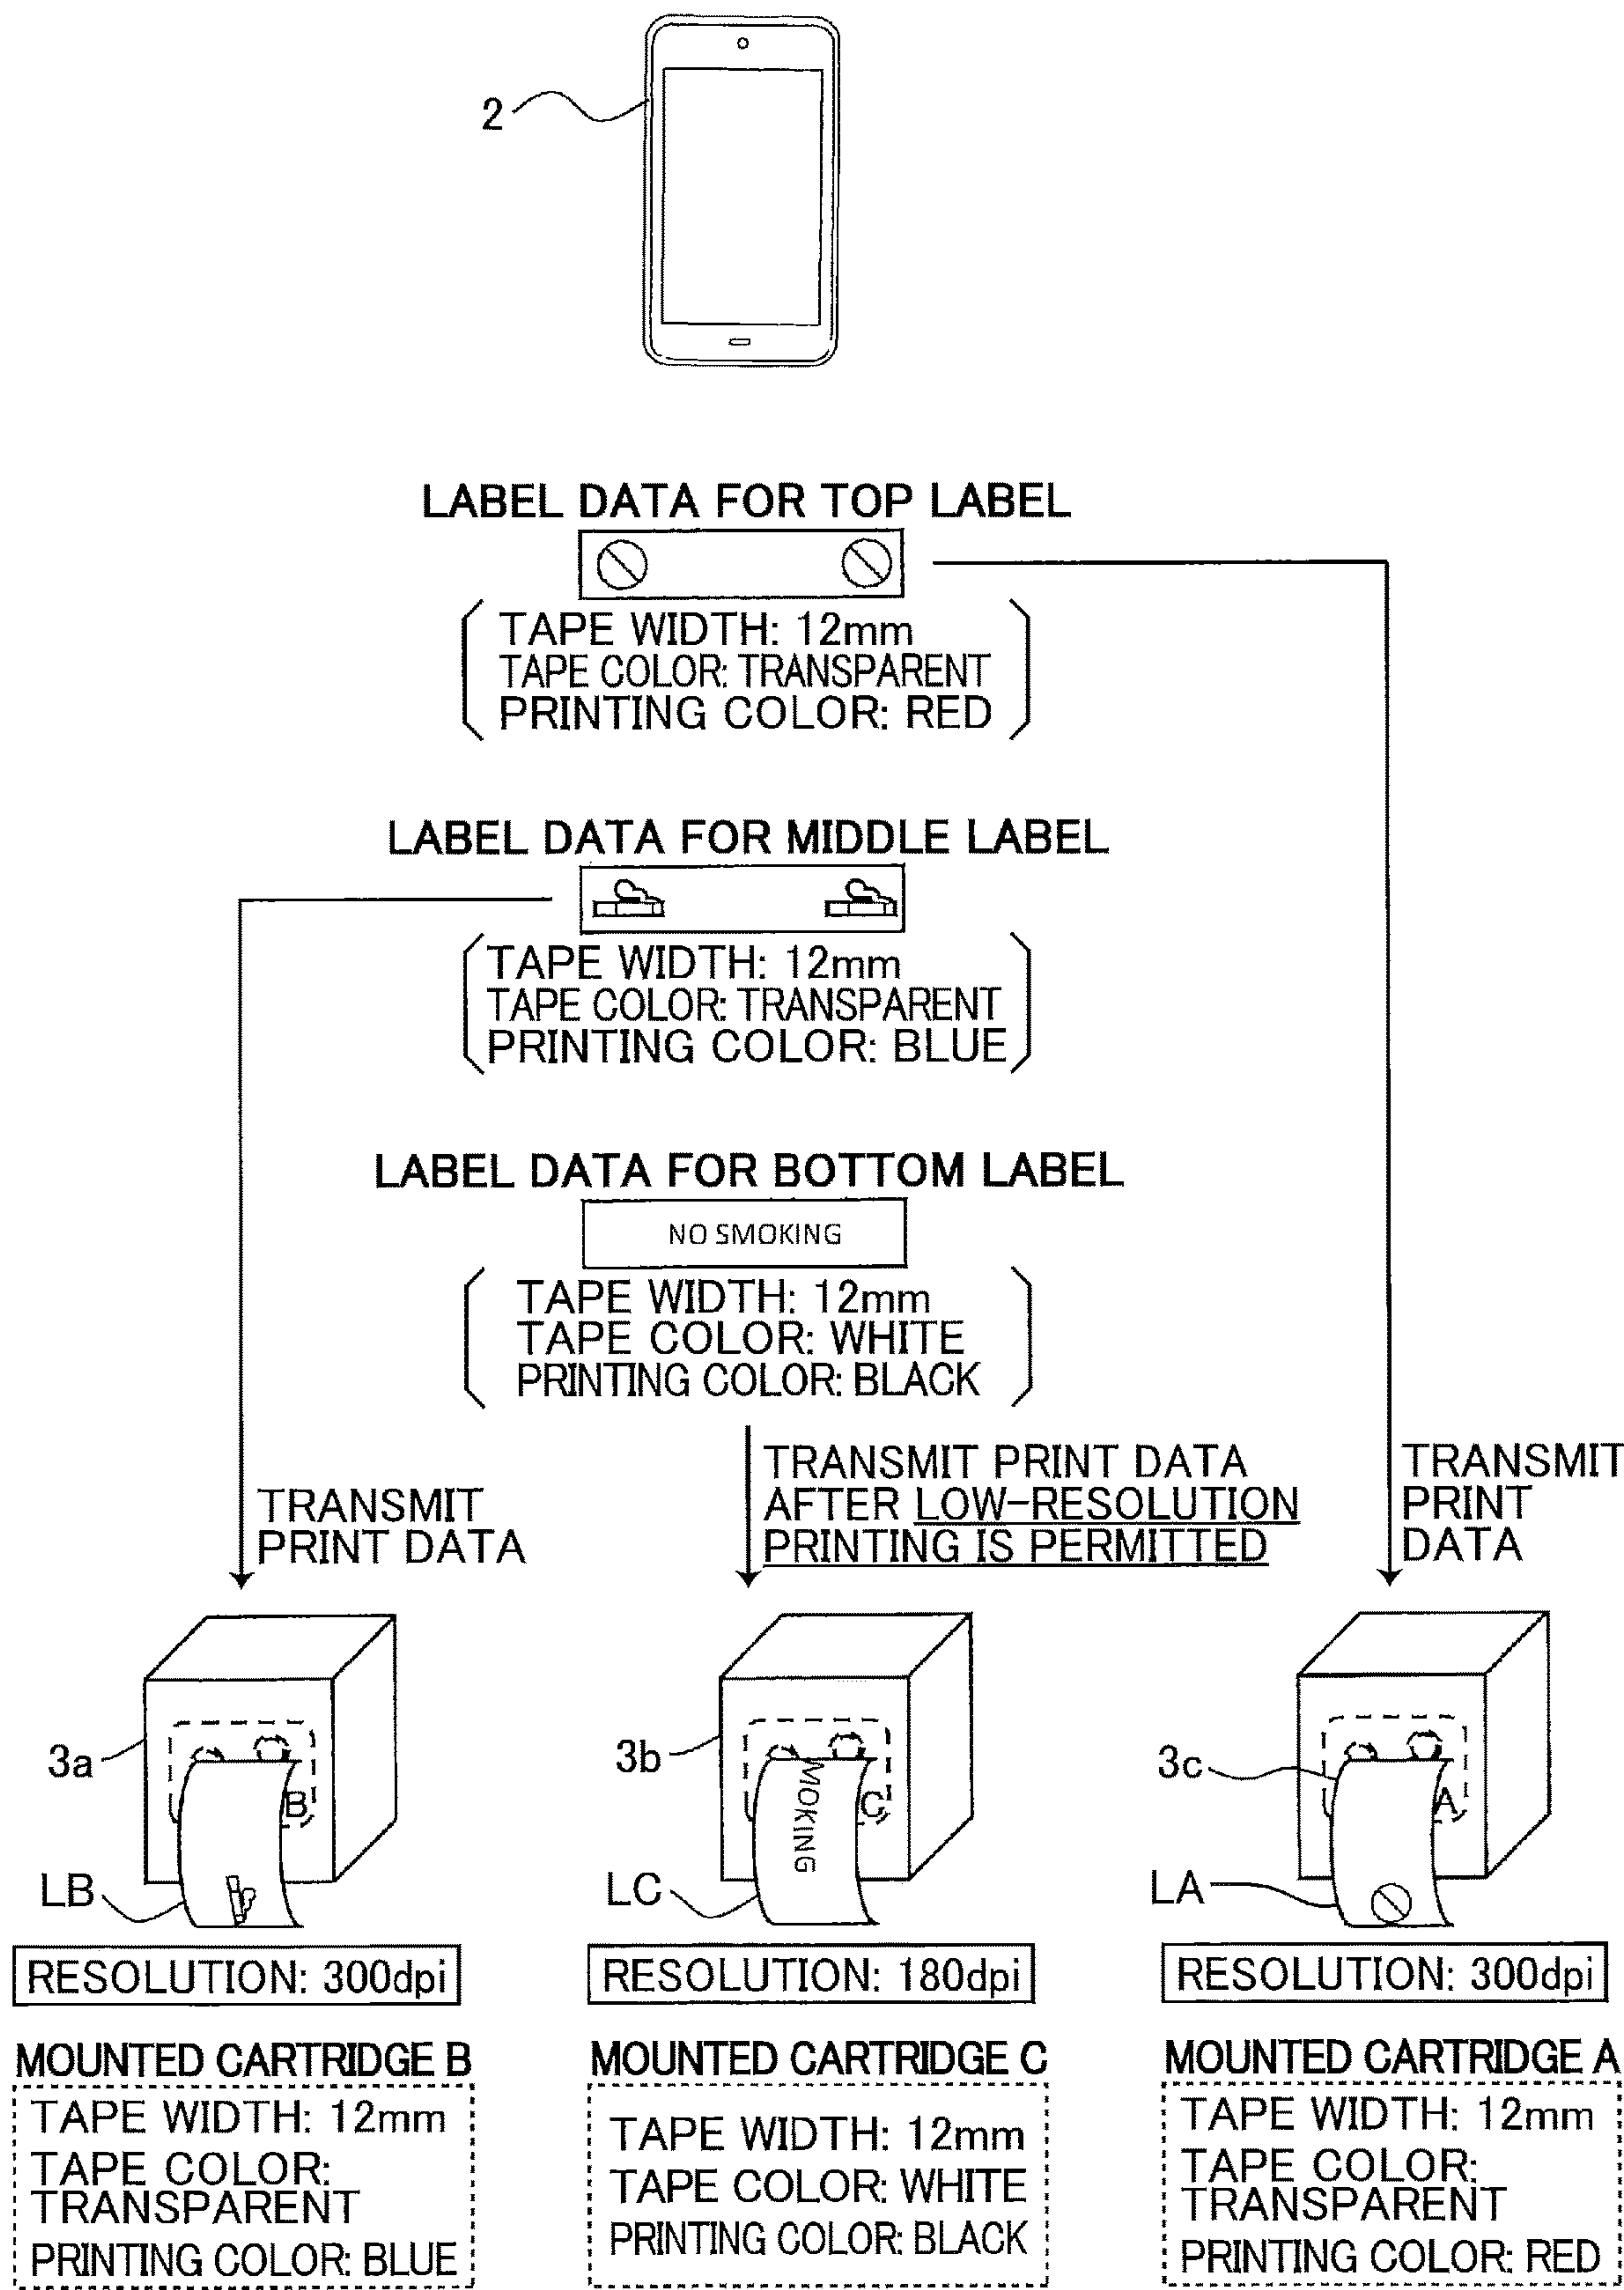 2
LABEL DATA FOR TOP LABEL
TAPE WIDTH: 12mm
TAPE COLOR: TRANSPARENT
PRINTING COLOR: RED
LABEL DATA FOR MIDDLE LABEL
TAPE WIDTH: 12mm
TAPE COLOR: TRANSPARENT
PRINTING COLOR: BLUE
LABEL DATA FOR BOTTOM LABEL
NO SMOKING
TAPE WIDTH: 12mm
TAPE COLOR: WHITE
PRINTING COLOR: BLACK
TRANSMIT
PRINT DATA
TRANSMIT PRINT DATA
AFTER LOW-RESOLUTION
PRINTING IS PERMITTED
TRANSMIT
PRINT
DATA
3a
B
LB
RESOLUTION: 300dpi
MOUNTED CARTRIDGE B
TAPE WIDTH: 12mm
TAPE COLOR:
TRANSPARENT
PRINTING COLOR: BLUE
3b
MOKING
C
LC
RESOLUTION: 180dpi
MOUNTED CARTRIDGE C
TAPE WIDTH: 12mm
TAPE COLOR: WHITE
PRINTING COLOR: BLACK
3c
A
LA
RESOLUTION: 300dpi
MOUNTED CARTRIDGE A
TAPE WIDTH: 12mm
TAPE COLOR:
TRANSPARENT
PRINTING COLOR: RED